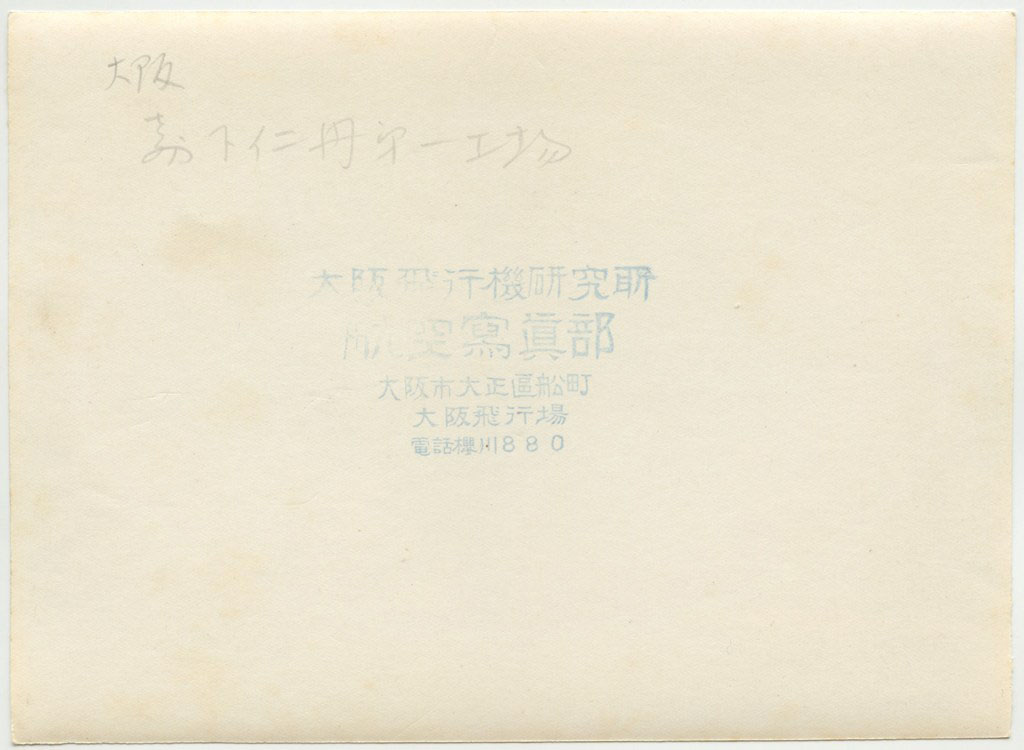 大阪
森下仁丹第一工場
大阪飛行機研究所
航空寫眞部
大阪市大正區船町
大阪飛行場
電話櫻川880